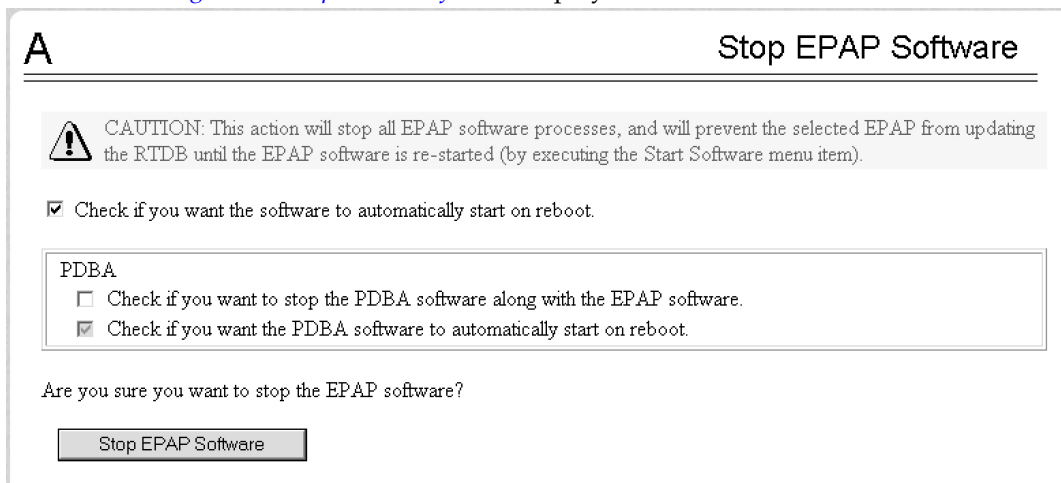 A
Stop EPAP Software
CAUTION: This action will stop all EPAP software processes, and will prevent the selected EPAP from updating
the RTDB until the EPAP software is re-started (by executing the Start Software menu item).
Check if you want the software to automatically start on reboot.
PDBA
Check if you want to stop the PDBA software along with the EPAP software.
Check if you want the PDBA software to automatically start on reboot.
Are you sure you want to stop the EPAP software?
Stop EPAP Software